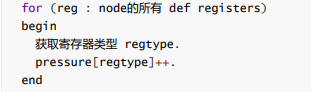 for (reg : node的所有 def registers)
begin
获取寄存器类型 regtype.
pressure[regtype]++.
end